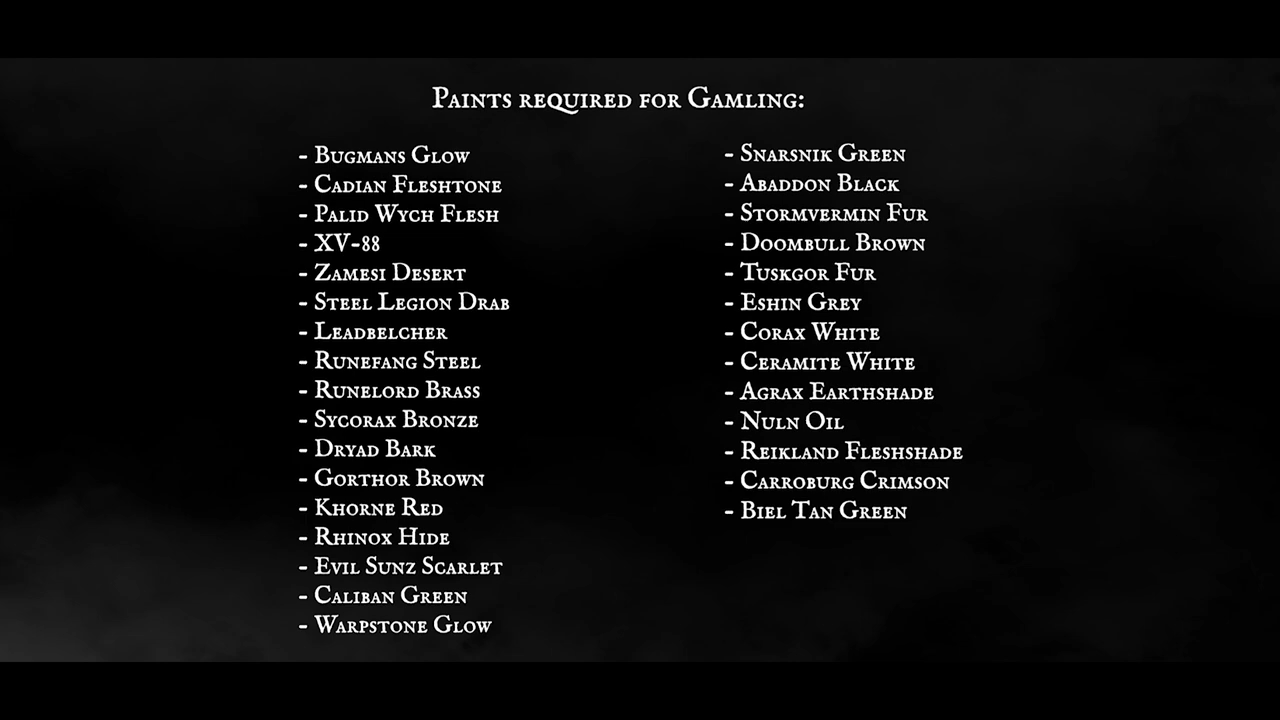 Paints required for Gamling:
- Bugmans Glow
- Cadian Fleshtone
- Palid Wych Flesh
- XV-88
- Zamesi Desert
- Steel Legion Drab
- Leadbelcher
- Runefang Steel
- Runelord Brass
- Sycorax Bronze
- Dryad Bark
- Gorthor Brown
- Khorne Red
- Rhinox Hide
- Evil Sunz Scarlet
- Caliban Green
- Warpstone Glow
- Snarsnik Green
- Abaddon Black
- Stormvermin Fur
- Doombull Brown
- Tuskgor Fur
- Eshin Grey
- Corax White
- Ceramite White
- Agrax Earthshade
- Nuln Oil
- Reikland Fleshshade
- Carroburg Crimson
- Biel Tan Green